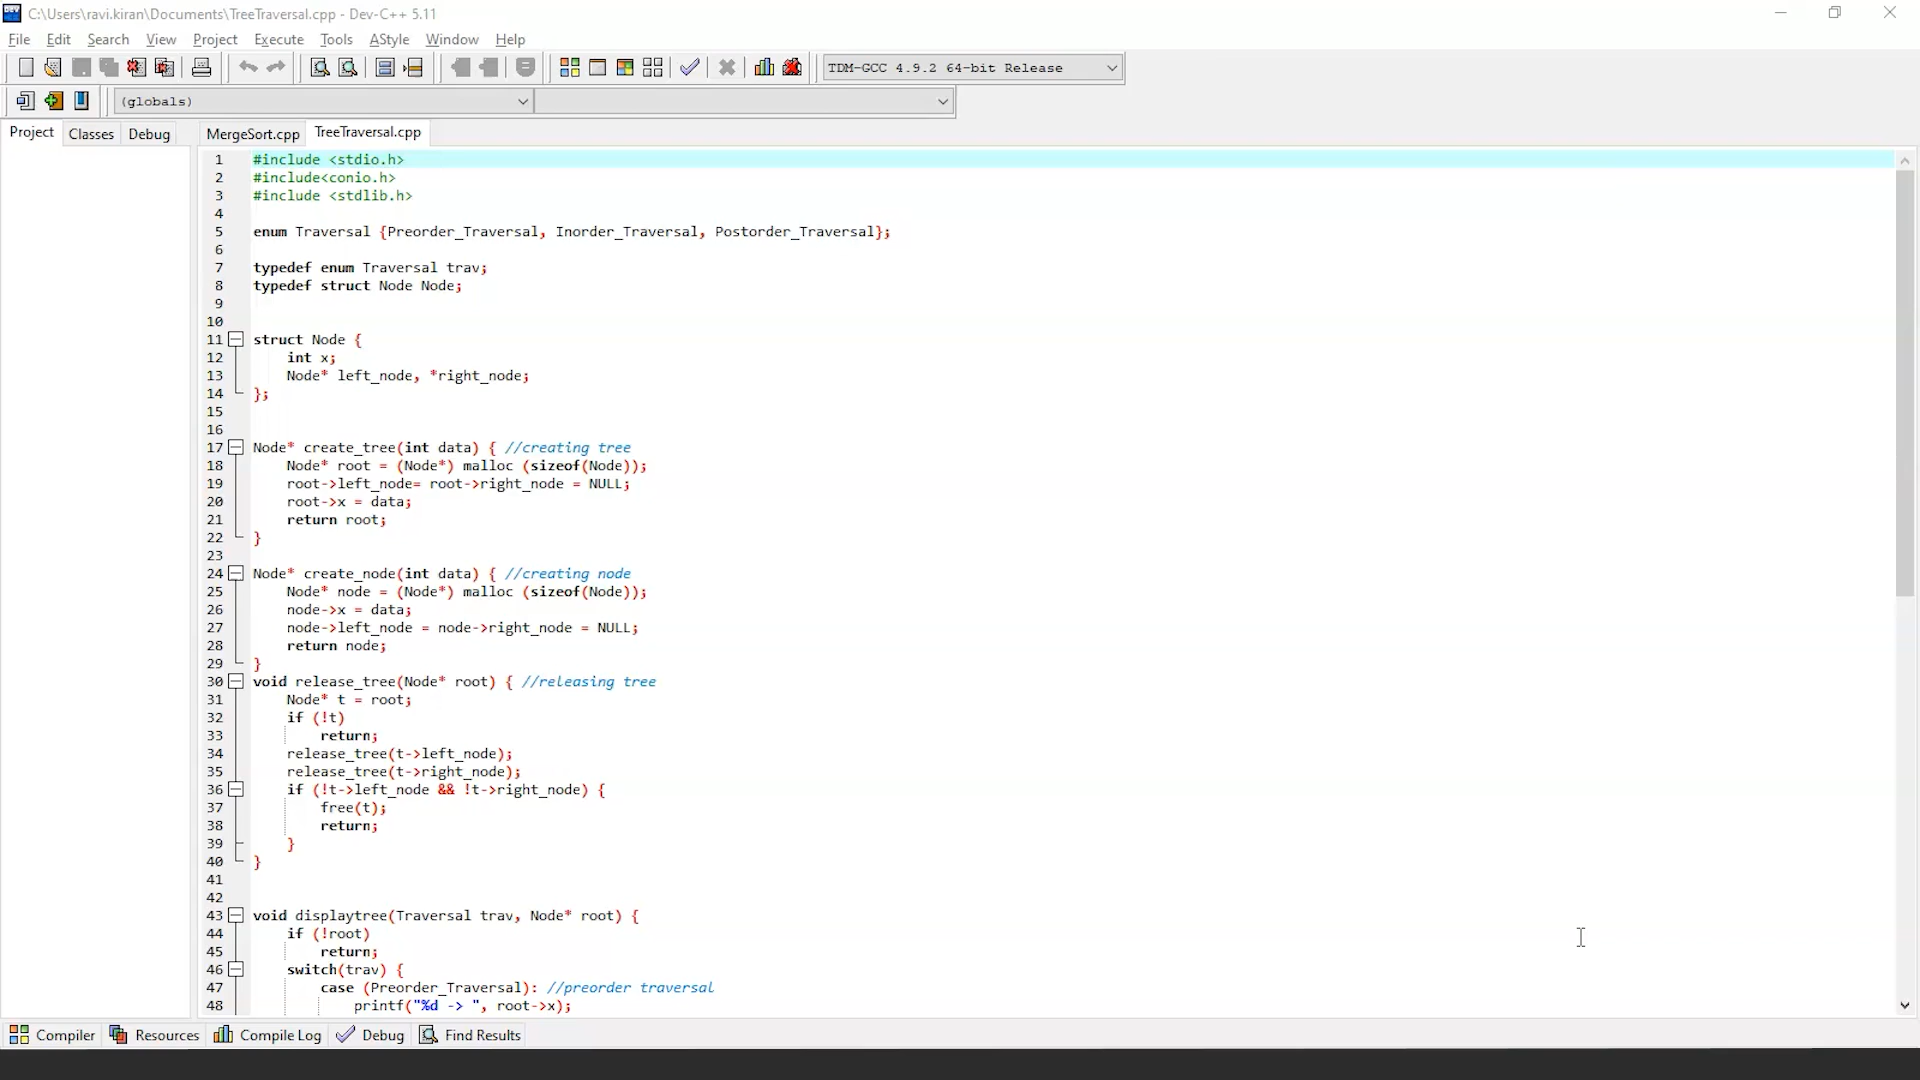 C:\Users\ravi.kiran\Documents\TreeTraversal.cpp - Dev-C++ 5.11
File Edit Search View Project Execute Tools AStyle Window Help
TDM-GCC 4.9.2 64-bit Release
(globals)
Project Classes Debug MergeSort.cpp TreeTraversal.cpp
1 #include <stdio.h>
2 #include<conio.h>
3 #include <stdlib.h>
4
5 enum Traversal {Preorder_Traversal, Inorder_Traversal, Postorder_Traversal};
6
7 typedef enum Traversal trav;
8 typedef struct Node Node;
9
10
11 struct Node {
12 int x;
13 Node* left_node, *right_node;
14 };
15
16
17 Node* create_tree(int data) { //creating tree
18 Node* root = (Node*) malloc (sizeof(Node));
19 root->left_node= root->right_node = NULL;
20 root->x = data;
21 return root;
22 }
23
24 Node* create_node(int data) { //creating node
25 Node* node = (Node*) malloc (sizeof(Node));
26 node->x = data;
27 node->left_node = node->right_node = NULL;
28 return node;
29 }
30 void release_tree(Node* root) { //releasing tree
31 Node* t = root;
32 if (!t)
33 return;
34 release_tree(t->left_node);
35 release_tree(t->right_node);
36 if (!t->left_node && !t->right_node) {
37 free(t);
38 return;
39 }
40 }
41
42
43 void displaytree(Traversal trav, Node* root) {
44 if (!root)
45 return;
46 switch(trav) {
47 case (Preorder_Traversal): //preorder traversal
48 printf("%d -> ", root->x);
Compiler Resources Compile Log Debug Find Results